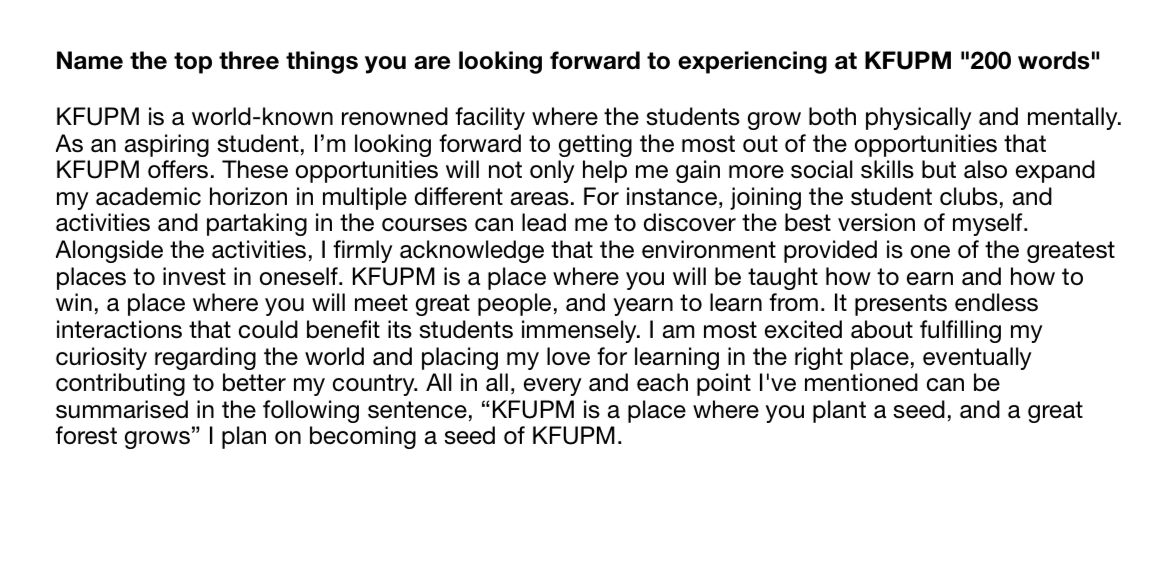 Name the top three things you are looking forward to experiencing at KFUPM "200 words"
KFUPM is a world-known renowned facility where the students grow both physically and mentally.
As an aspiring student, I’m looking forward to getting the most out of the opportunities that
KFUPM offers. These opportunities will not only help me gain more social skills but also expand
my academic horizon in multiple different areas. For instance, joining the student clubs, and
activities and partaking in the courses can lead me to discover the best version of myself.
Alongside the activities, I firmly acknowledge that the environment provided is one of the greatest
places to invest in oneself. KFUPM is a place where you will be taught how to earn and how to
win, a place where you will meet great people, and yearn to learn from. It presents endless
interactions that could benefit its students immensely. I am most excited about fulfilling my
curiosity regarding the world and placing my love for learning in the right place, eventually
contributing to better my country. All in all, every and each point I've mentioned can be
summarised in the following sentence, “KFUPM is a place where you plant a seed, and a great
forest grows” I plan on becoming a seed of KFUPM.